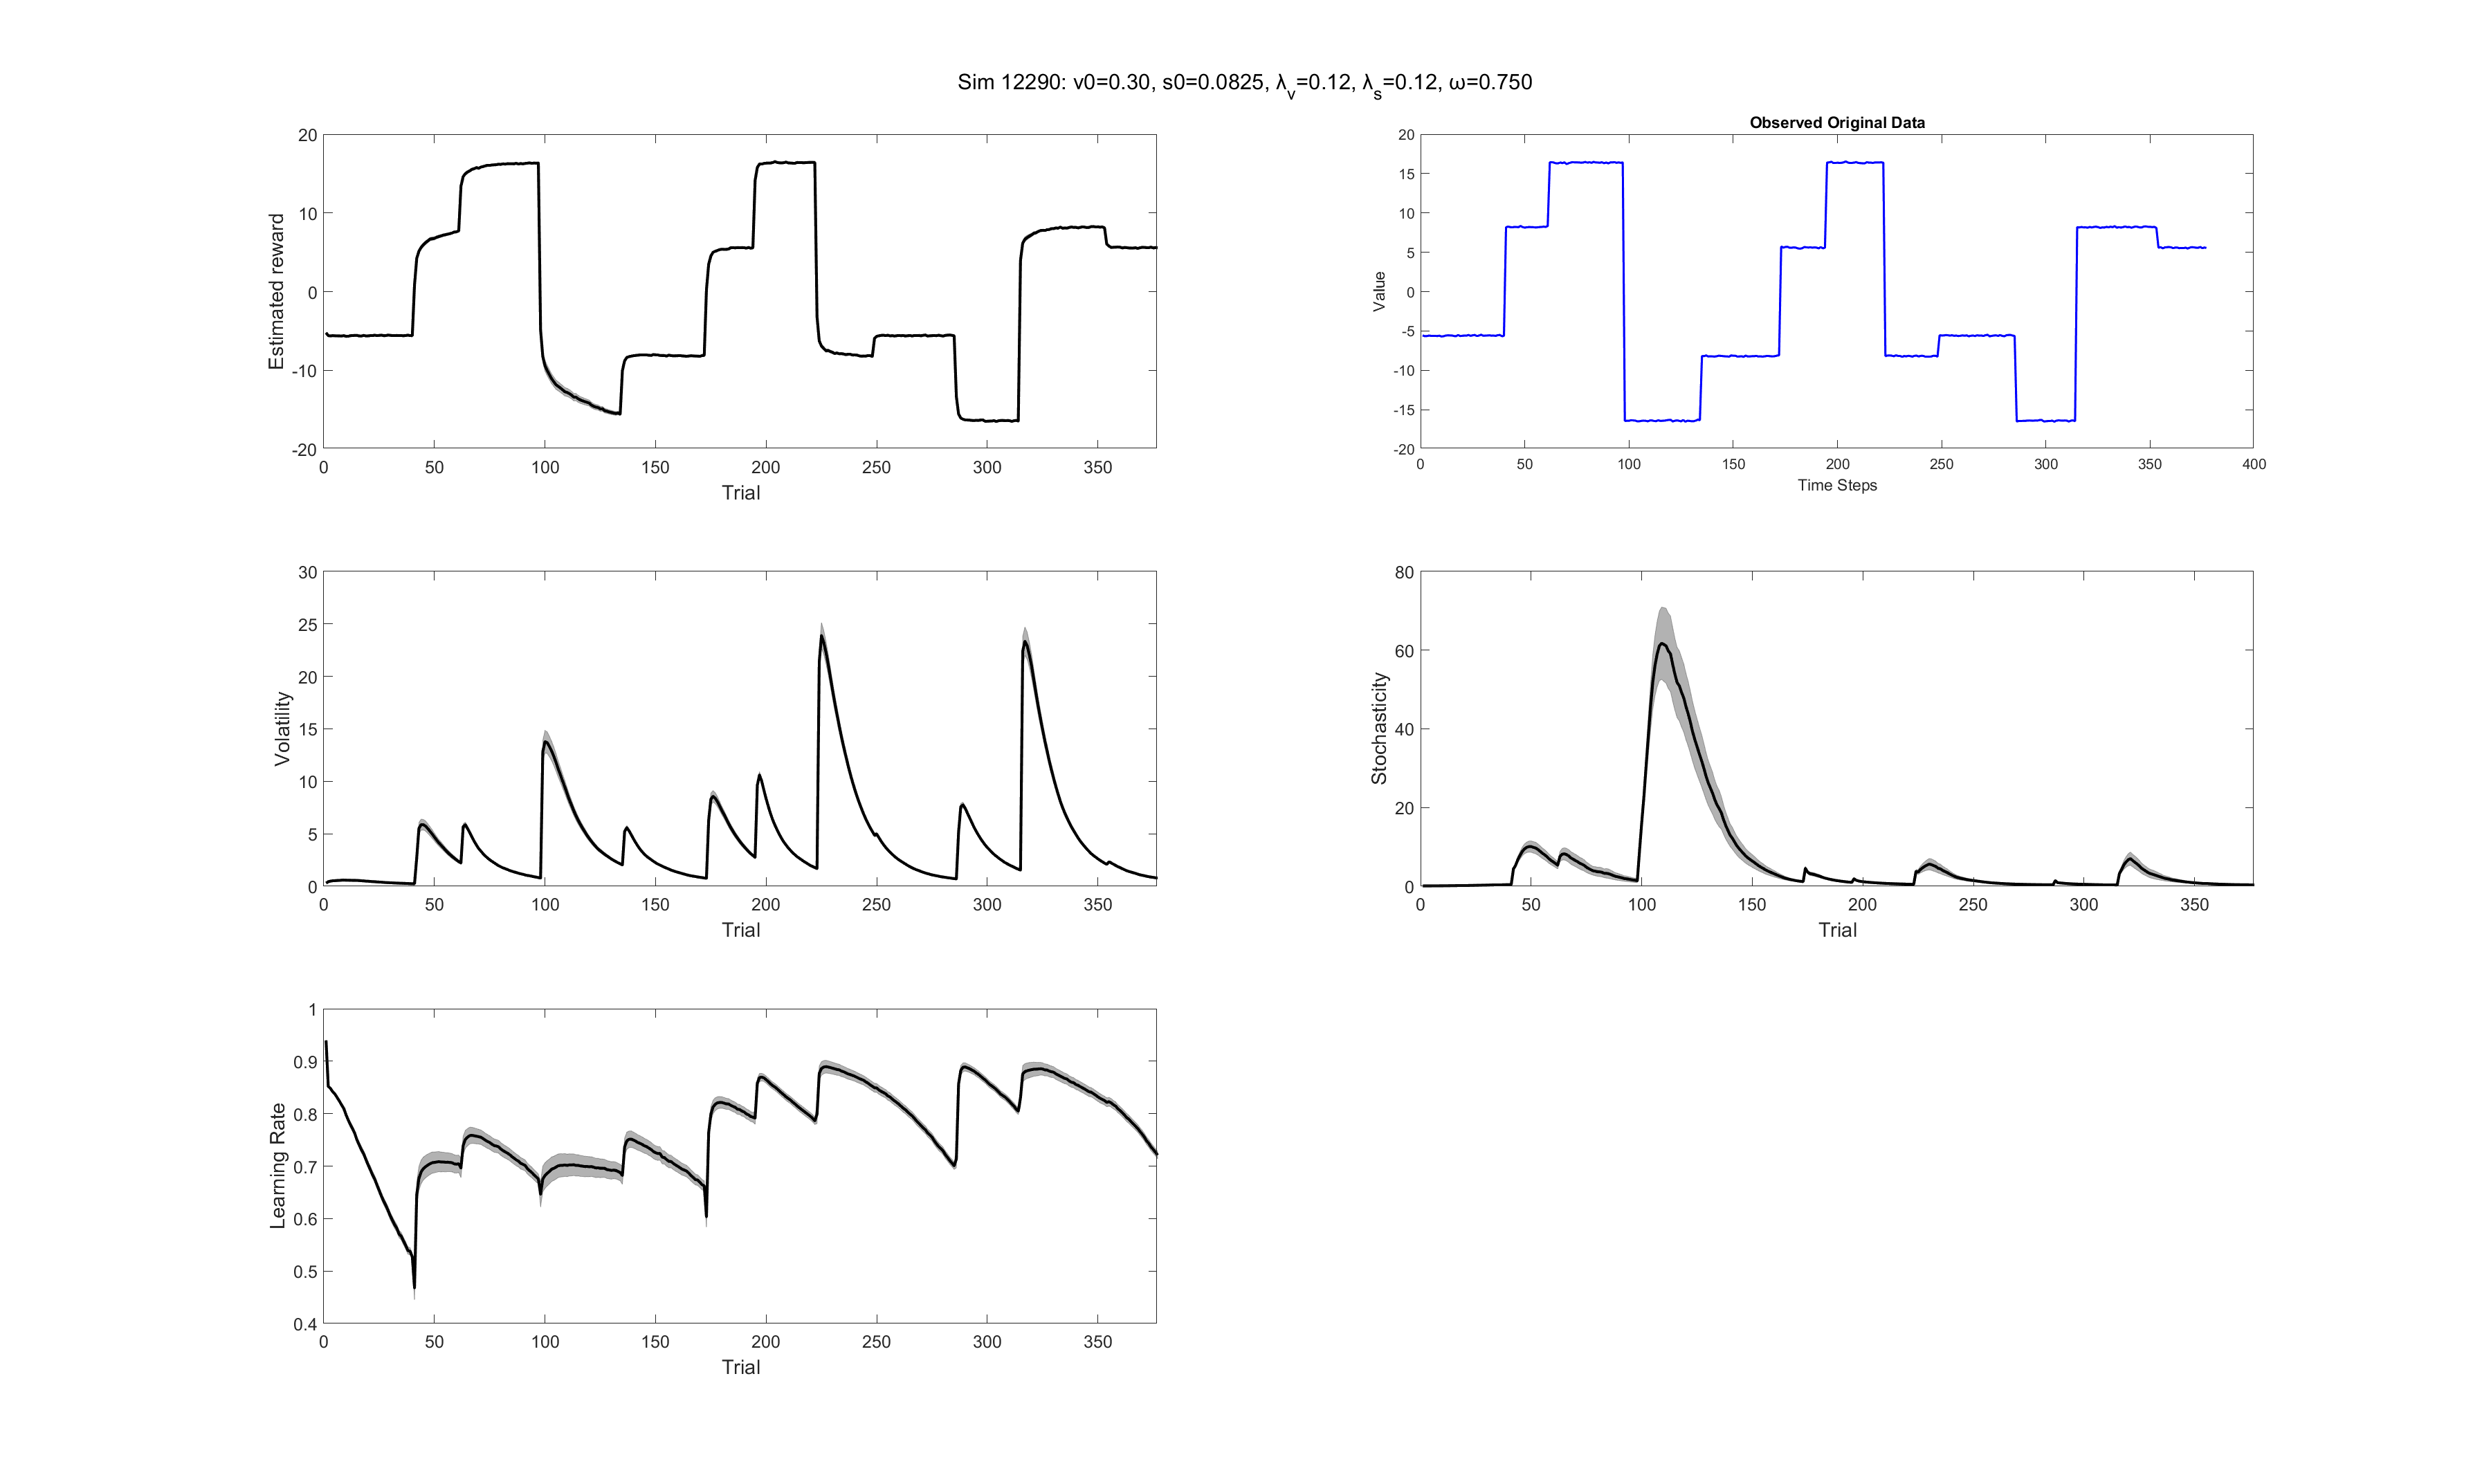 Sim 12290: v0=0.30, s0=0.0825, λv=0.12, λs=0.12, ω=0.750
Estimated reward
20
10
0
-10
-20
0 50 100 150 200 250 300 350
Trial
Observed Original Data
Value
20
15
10
5
0
-5
-10
-15
-20
0 50 100 150 200 250 300 350 400
Time Steps
Volatility
30
25
20
15
10
5
0
0 50 100 150 200 250 300 350
Trial
Stochasticity
80
60
40
20
0
0 50 100 150 200 250 300 350
Trial
Learning Rate
1
0.9
0.8
0.7
0.6
0.5
0.4
0 50 100 150 200 250 300 350
Trial